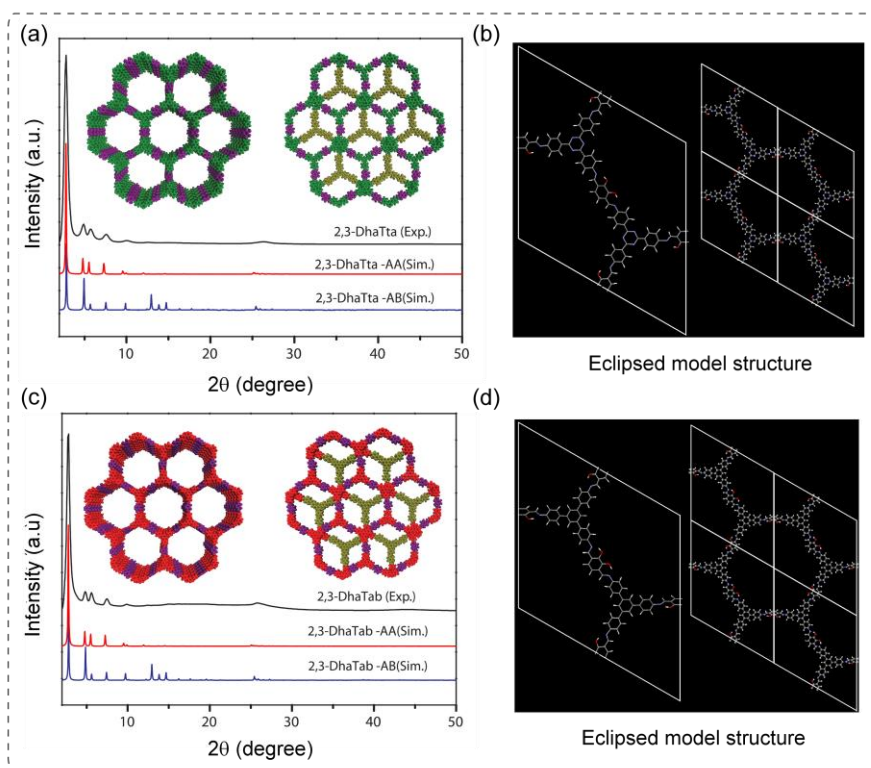 (a)
Intensity (a.u.)
2,3-DhaTta (Exp.)
2,3-DhaTta -AA(Sim.)
2,3-DhaTta -AB(Sim.)
10 20 30 40 50
2θ (degree)
(b)
Eclipsed model structure
(c)
Intensity (a.u)
2,3-DhaTab (Exp.)
2,3-DhaTab -AA(Sim.)
2,3-DhaTab -AB(Sim.)
10 20 30 40 50
2θ (degree)
(d)
Eclipsed model structure